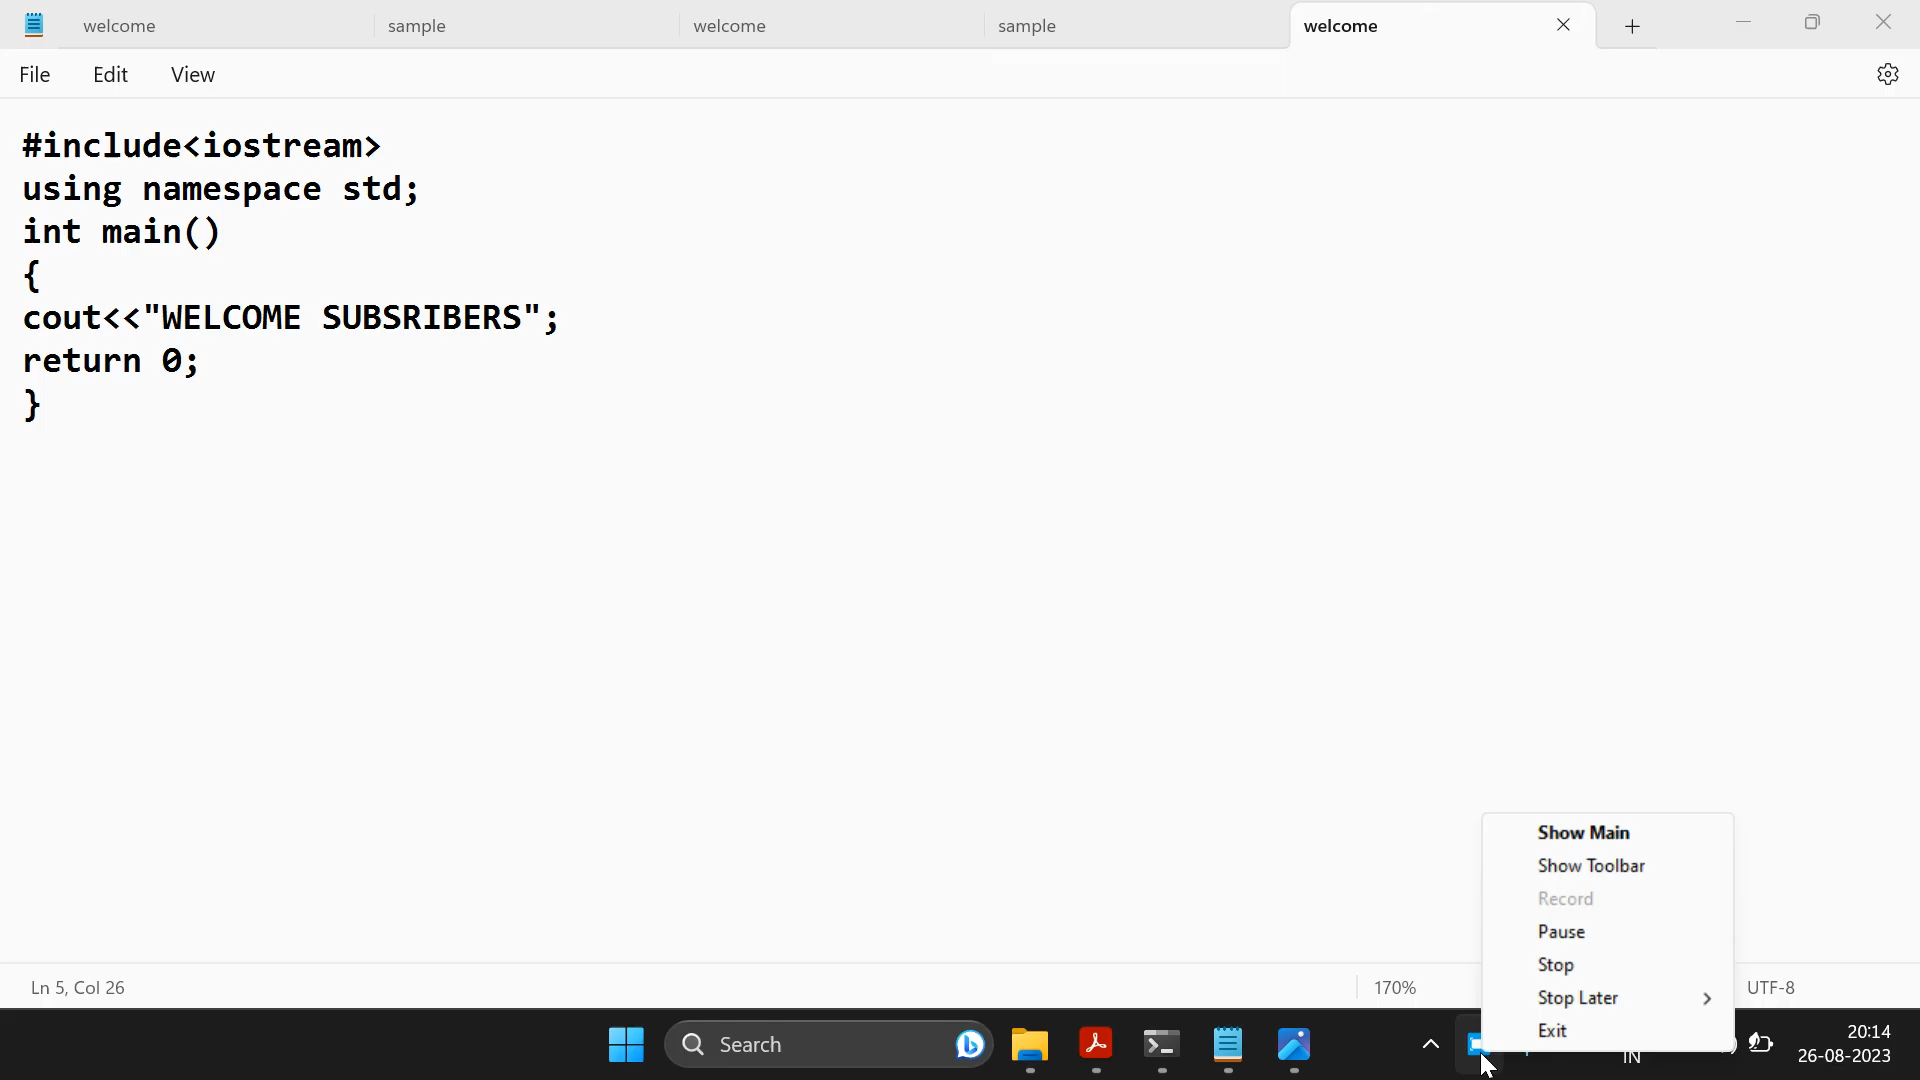 welcome
sample
welcome
sample
welcome
File Edit View
#include<iostream>
using namespace std;
int main()
{
cout<<"WELCOME SUBSRIBERS";
return 0;
}
Show Main
Show Toolbar
Record
Pause
Stop
Stop Later
Exit
Ln 5, Col 26
170%
UTF-8
Search
IN
20:14
26-08-2023